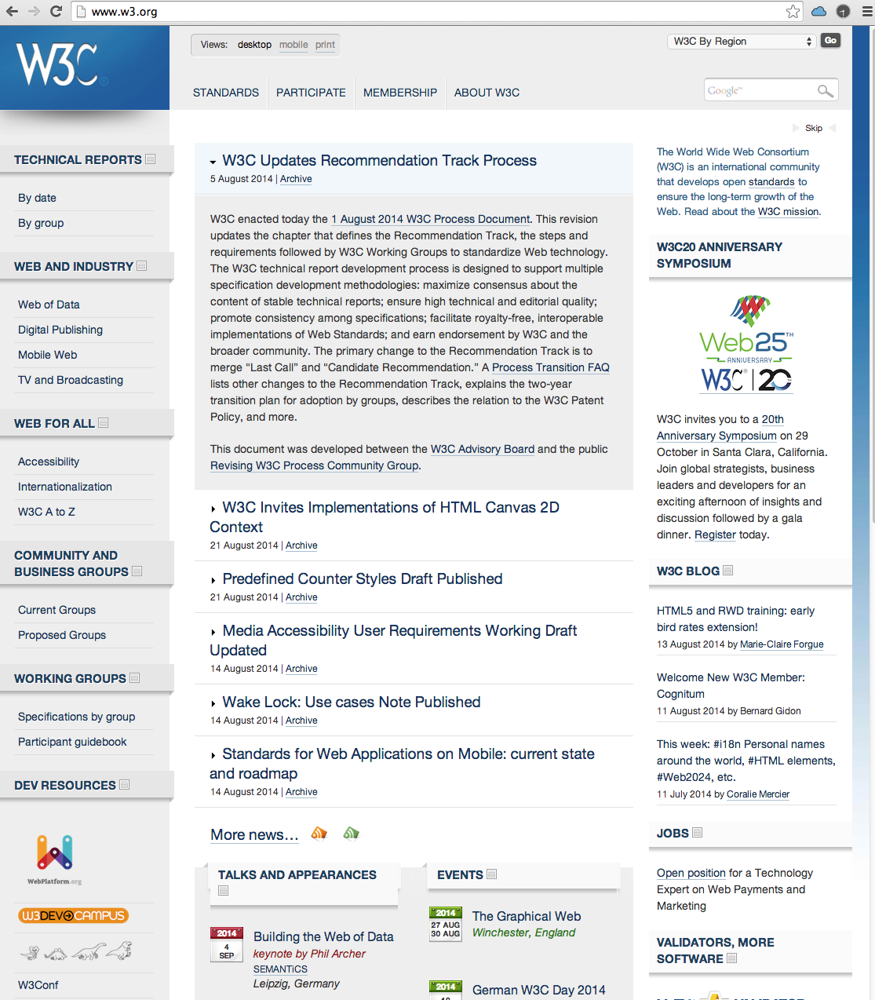 www.w3.org
W3C
Views: desktop mobile print
W3C By Region
Go
STANDARDS
PARTICIPATE
MEMBERSHIP
ABOUT W3C
Google™
Skip
TECHNICAL REPORTS
By date
By group
WEB AND INDUSTRY
Web of Data
Digital Publishing
Mobile Web
TV and Broadcasting
WEB FOR ALL
Accessibility
Internationalization
W3C A to Z
COMMUNITY AND
BUSINESS GROUPS
Current Groups
Proposed Groups
WORKING GROUPS
Specifications by group
Participant guidebook
DEV RESOURCES
WebPlatform.org
W3DEVCAMPUS
W3Conf
W3C Updates Recommendation Track Process
5 August 2014 | Archive
W3C enacted today the 1 August 2014 W3C Process Document. This revision
updates the chapter that defines the Recommendation Track, the steps and
requirements followed by W3C Working Groups to standardize Web technology.
The W3C technical report development process is designed to support multiple
specification development methodologies: maximize consensus about the
content of stable technical reports; ensure high technical and editorial quality;
promote consistency among specifications; facilitate royalty-free, interoperable
implementations of Web Standards; and earn endorsement by W3C and the
broader community. The primary change to the Recommendation Track is to
merge “Last Call” and “Candidate Recommendation.” A Process Transition FAQ
lists other changes to the Recommendation Track, explains the two-year
transition plan for adoption by groups, describes the relation to the W3C Patent
Policy, and more.
This document was developed between the W3C Advisory Board and the public
Revising W3C Process Community Group.
W3C Invites Implementations of HTML Canvas 2D
Context
21 August 2014 | Archive
Predefined Counter Styles Draft Published
21 August 2014 | Archive
Media Accessibility User Requirements Working Draft
Updated
14 August 2014 | Archive
Wake Lock: Use cases Note Published
14 August 2014 | Archive
Standards for Web Applications on Mobile: current state
and roadmap
14 August 2014 | Archive
More news…
TALKS AND APPEARANCES
2014
4
SEP
Building the Web of Data
keynote by Phil Archer
SEMANTiCS
Leipzig, Germany
EVENTS
2014
27 AUG
30 AUG
The Graphical Web
Winchester, England
2014
German W3C Day 2014
The World Wide Web Consortium
(W3C) is an international community
that develops open standards to
ensure the long-term growth of the
Web. Read about the W3C mission.
W3C20 ANNIVERSARY
SYMPOSIUM
Web25TH
ANNIVERSARY
W3C® | 20TH
W3C invites you to a 20th
Anniversary Symposium on 29
October in Santa Clara, California.
Join global strategists, business
leaders and developers for an
exciting afternoon of insights and
discussion followed by a gala
dinner. Register today.
W3C BLOG
HTML5 and RWD training: early
bird rates extension!
13 August 2014 by Marie-Claire Forgue
Welcome New W3C Member:
Cognitum
11 August 2014 by Bernard Gidon
This week: #i18n Personal names
around the world, #HTML elements,
#Web2024, etc.
11 July 2014 by Coralie Mercier
JOBS
Open position for a Technology
Expert on Web Payments and
Marketing
VALIDATORS, MORE
SOFTWARE